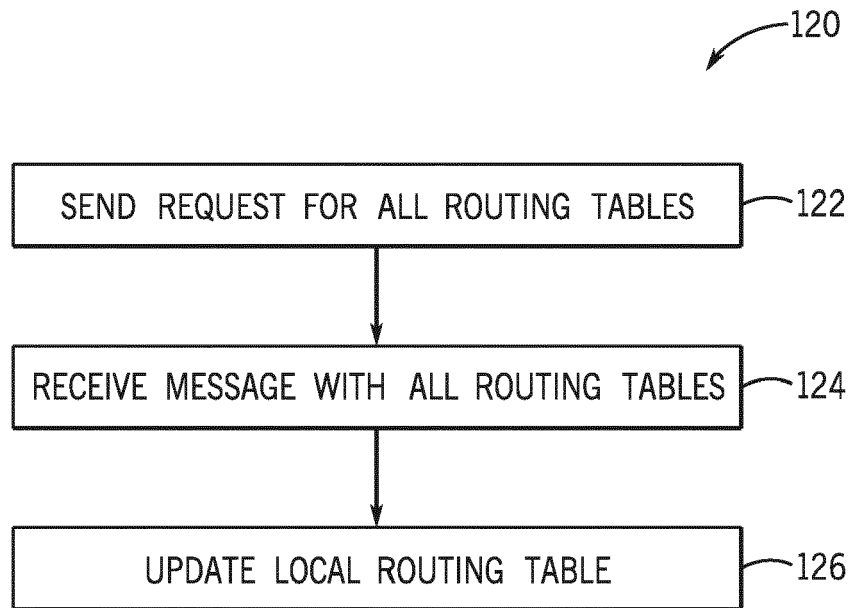 120
SEND REQUEST FOR ALL ROUTING TABLES
122
RECEIVE MESSAGE WITH ALL ROUTING TABLES
124
UPDATE LOCAL ROUTING TABLE
126